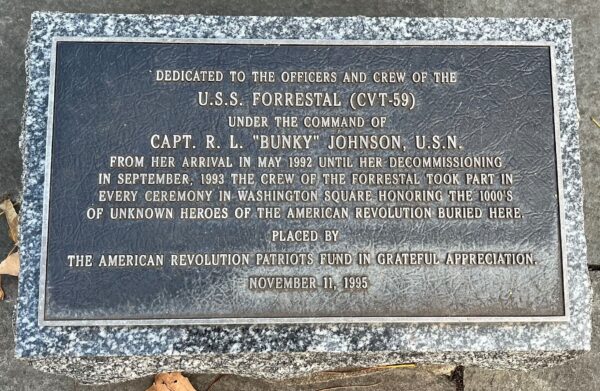 DEDICATED TO THE OFFICERS AND CREW OF THE
U.S.S. FORRESTAL (CVT-59)
UNDER THE COMMAND OF
CAPT. R. L. "BUNKY" JOHNSON, U.S.N.
FROM HER ARRIVAL IN MAY 1992 UNTIL HER DECOMMISSIONING
IN SEPTEMBER, 1993 THE CREW OF THE FORRESTAL TOOK PART IN
EVERY CEREMONY IN WASHINGTON SQUARE HONORING THE 1000'S
OF UNKNOWN HEROES OF THE AMERICAN REVOLUTION BURIED HERE.
PLACED BY
THE AMERICAN REVOLUTION PATRIOTS FUND IN GRATEFUL APPRECIATION.
NOVEMBER 11, 1995